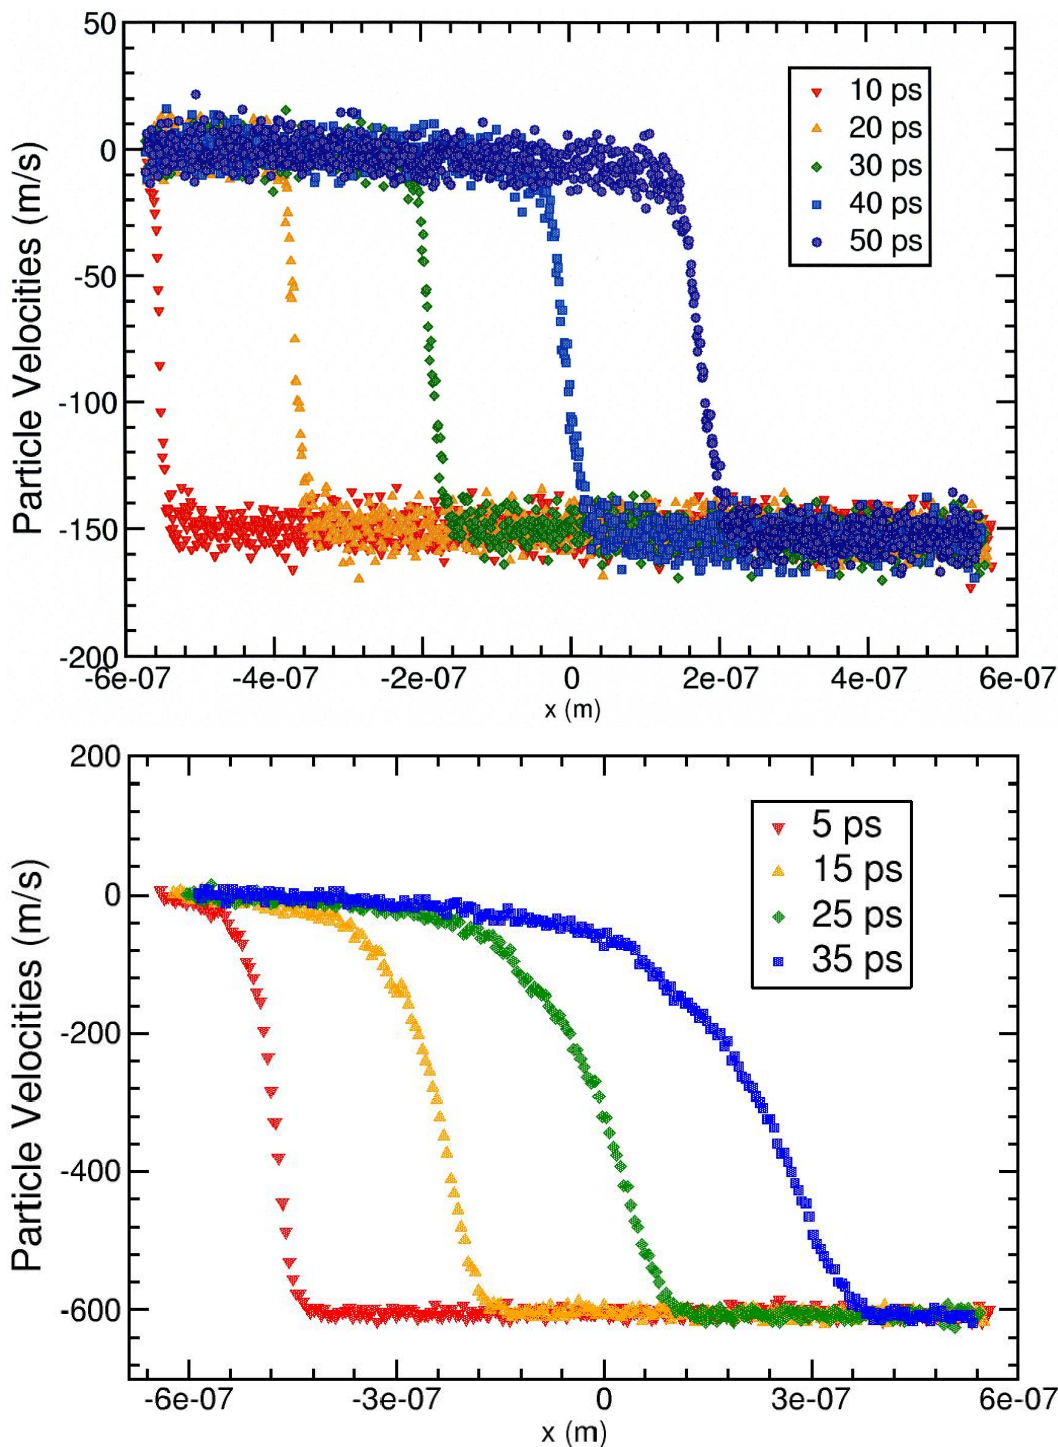 50
0
-50
-100
-150
-200
Particle Velocities (m/s)
10 ps
20 ps
30 ps
40 ps
50 ps
-6e-07 -4e-07 -2e-07 0 2e-07 4e-07 6e-07
x (m)
200
0
-200
-400
-600
Particle Velocities (m/s)
5 ps
15 ps
25 ps
35 ps
-6e-07 -3e-07 0 3e-07 6e-07
x (m)